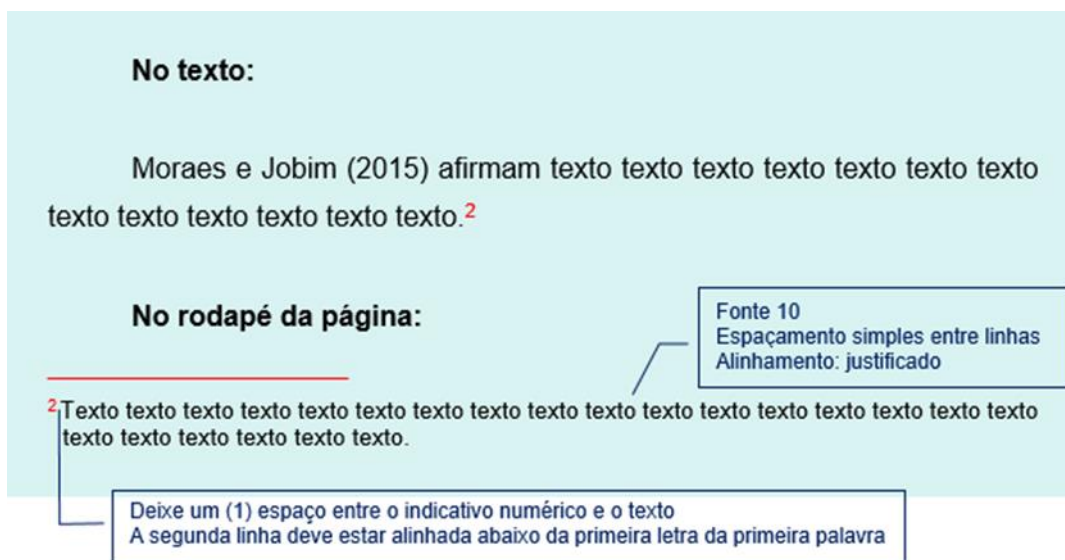 No texto:
Moraes e Jobim (2015) afirmam texto texto texto texto texto texto texto
texto texto texto texto texto texto.2
No rodapé da página:
Fonte 10
Espaçamento simples entre linhas
Alinhamento: justificado
2 Texto texto texto texto texto texto texto texto texto texto texto texto texto texto texto texto texto
texto texto texto texto texto texto.
Deixe um (1) espaço entre o indicativo numérico e o texto
A segunda linha deve estar alinhada abaixo da primeira letra da primeira palavra